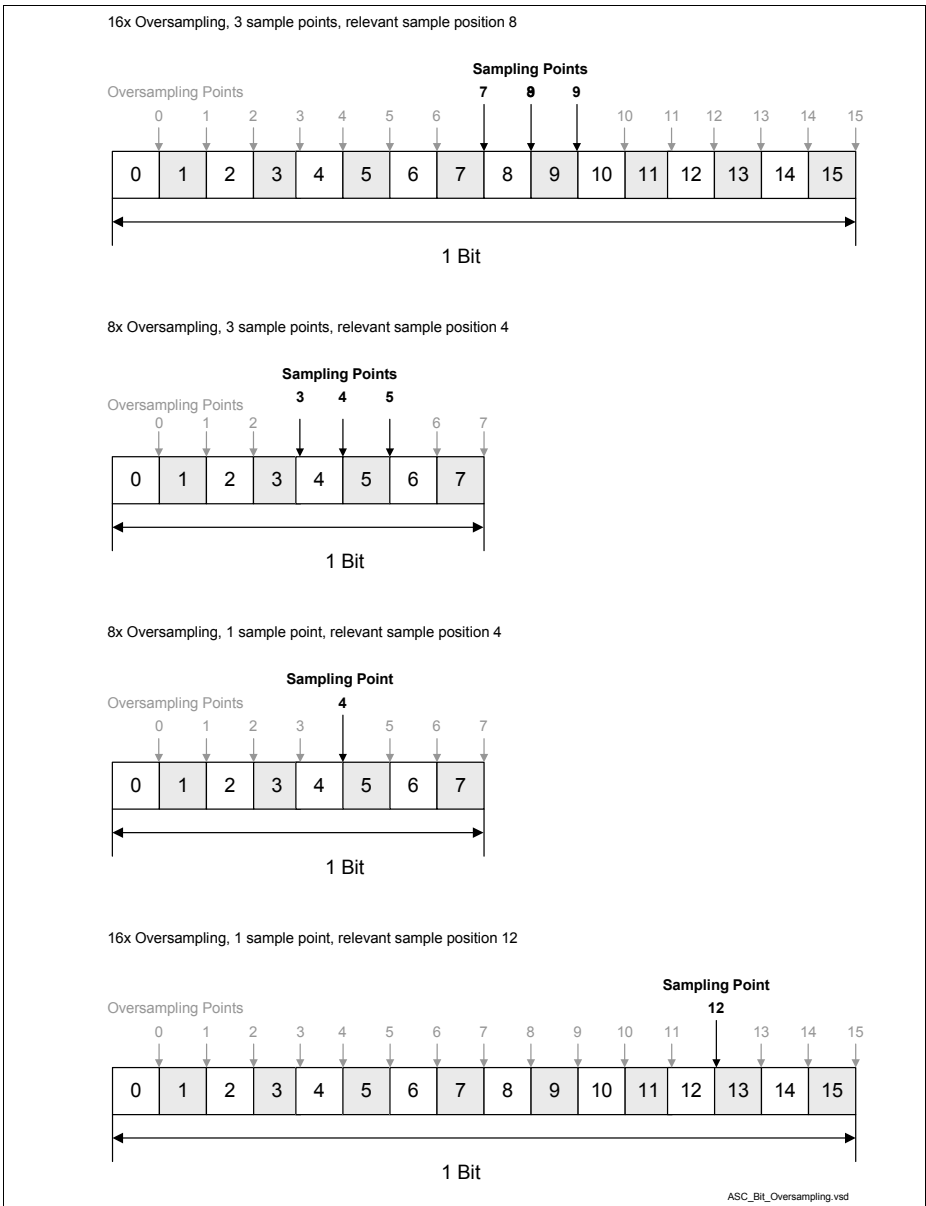 16x Oversampling, 3 sample points, relevant sample position 8
Sampling Points
Oversampling Points
7 8 9
0 1 2 3 4 5 6 10 11 12 13 14 15
0 1 2 3 4 5 6 7 8 9 10 11 12 13 14 15
1 Bit
8x Oversampling, 3 sample points, relevant sample position 4
Sampling Points
3 4 5
Oversampling Points
0 1 2 6 7
0 1 2 3 4 5 6 7
1 Bit
8x Oversampling, 1 sample point, relevant sample position 4
Sampling Point
Oversampling Points 4
0 1 2 3 5 6 7
0 1 2 3 4 5 6 7
1 Bit
16x Oversampling, 1 sample point, relevant sample position 12
Sampling Point
Oversampling Points 12
0 1 2 3 4 5 6 7 8 9 10 11 13 14 15
0 1 2 3 4 5 6 7 8 9 10 11 12 13 14 15
1 Bit
ASC_Bit_Oversampling.vsd